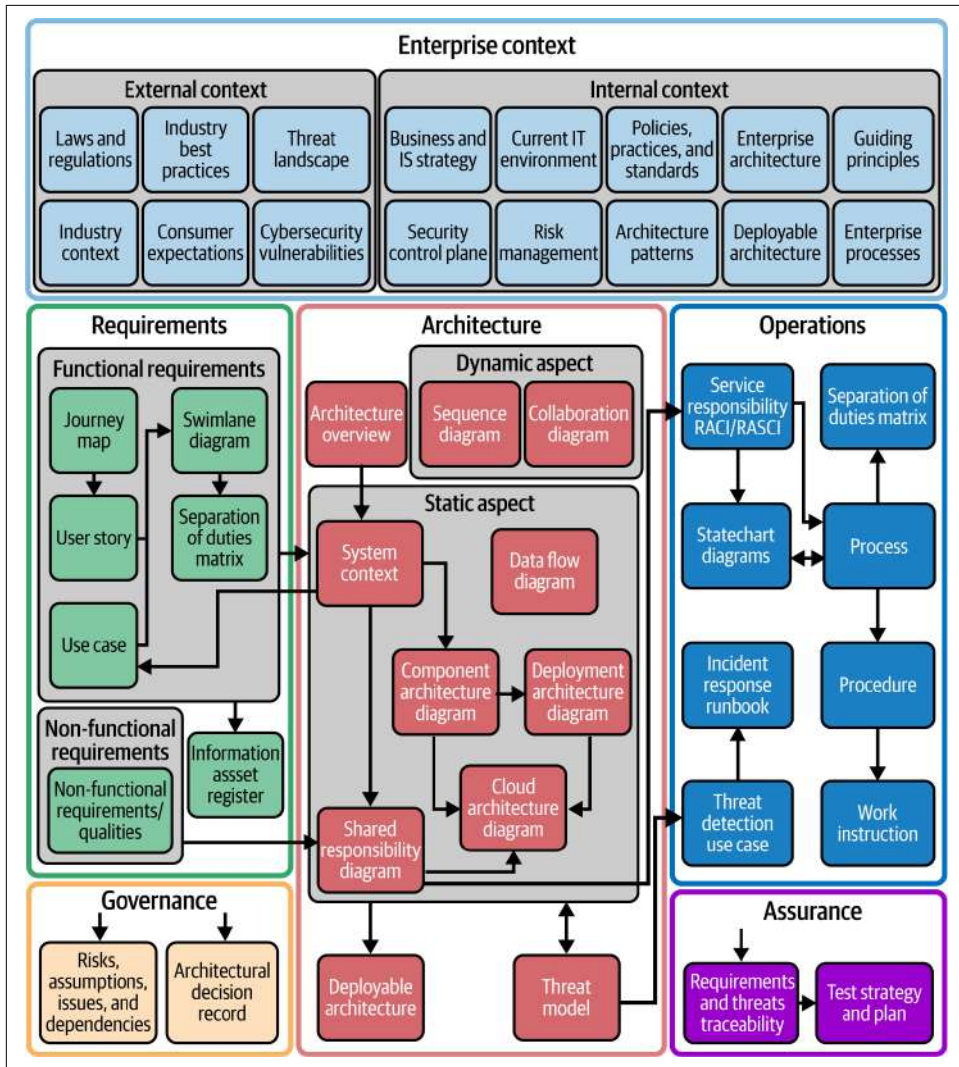 Enterprise context
External context
Laws and
regulations
Industry
best
practices
Threat
landscape
Industry
context
Consumer
expectations
Cybersecurity
vulnerabilities
Internal context
Business and
IS strategy
Current IT
environment
Policies,
practices, and
standards
Enterprise
architecture
Guiding
principles
Security
control plane
Risk
management
Architecture
patterns
Deployable
architecture
Enterprise
processes
Requirements
Functional requirements
Journey
map
Swimlane
diagram
User story
Separation
of duties
matrix
Use case
Non-functional
requirements
Non-functional
requirements/
qualities
Information
assset
register
Architecture
Architecture
overview
Dynamic aspect
Sequence
diagram
Collaboration
diagram
Static aspect
System
context
Data flow
diagram
Component
architecture
diagram
Deployment
architecture
diagram
Cloud
architecture
diagram
Shared
responsibility
diagram
Deployable
architecture
Threat
model
Operations
Service
responsibility
RACI/RASCI
Separation of
duties matrix
Statechart
diagrams
Process
Incident
response
runbook
Procedure
Threat
detection
use case
Work
instruction
Governance
Risks,
assumptions,
issues, and
dependencies
Architectural
decision
record
Assurance
Requirements
and threats
traceability
Test strategy
and plan